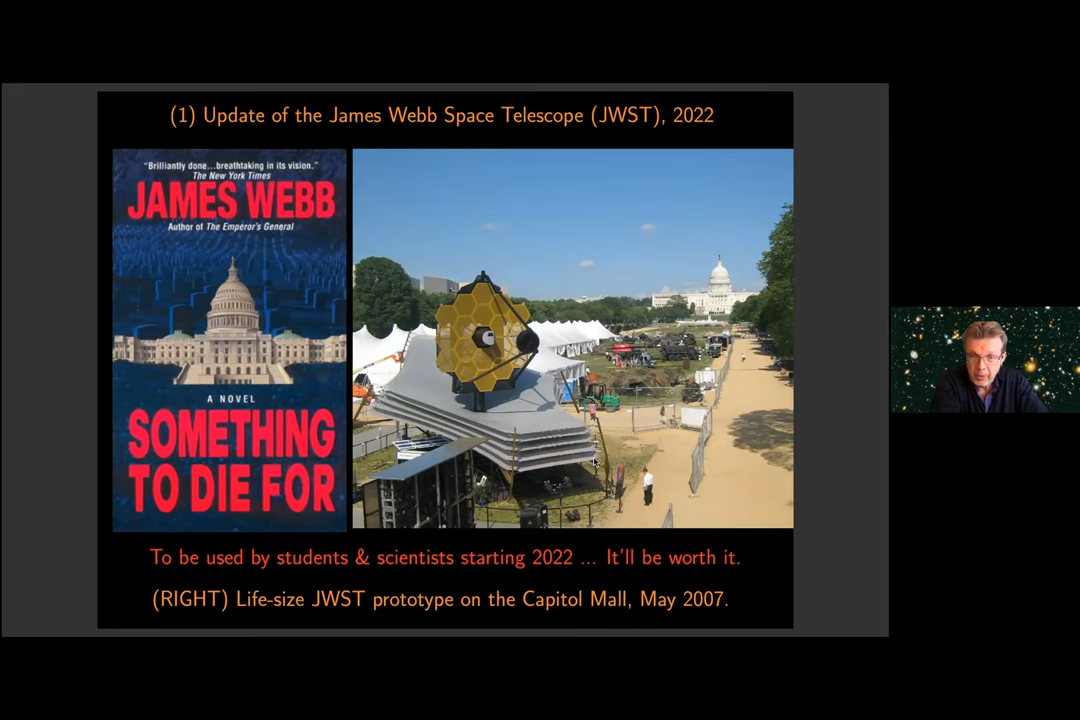 (1) Update of the James Webb Space Telescope (JWST), 2022
“Brilliantly done...breathtaking in its vision.”
The New York Times
JAMES WEBB
Author of The Emperor's General
A NOVEL
SOMETHING
TO DIE FOR
To be used by students & scientists starting 2022 ... It'll be worth it.
(RIGHT) Life-size JWST prototype on the Capitol Mall, May 2007.